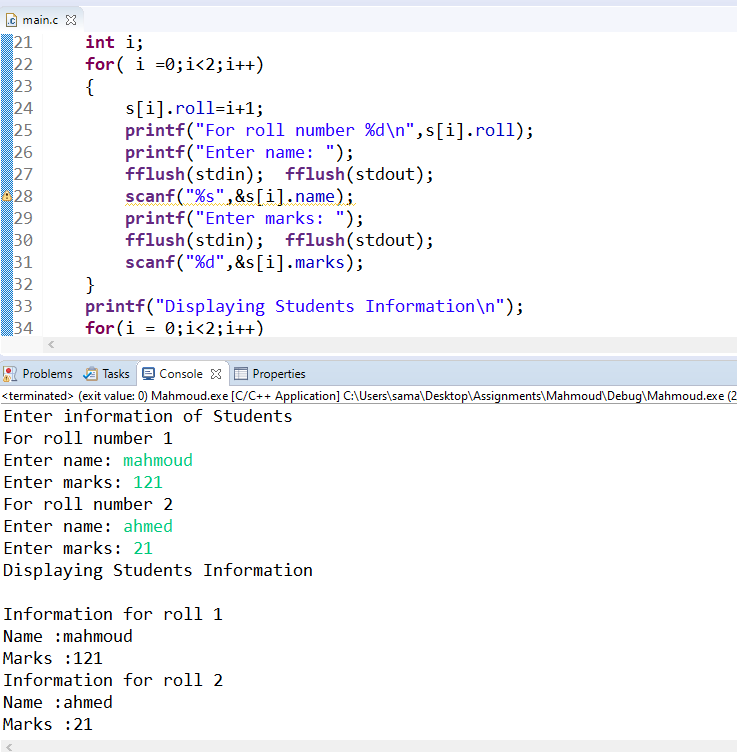 main.c
21 int i;
22 for( i =0;i<2;i++)
23 {
24 s[i].roll=i+1;
25 printf("For roll number %d\n",s[i].roll);
26 printf("Enter name: ");
27 fflush(stdin); fflush(stdout);
28 scanf("%s",&s[i].name);
29 printf("Enter marks: ");
30 fflush(stdin); fflush(stdout);
31 scanf("%d",&s[i].marks);
32 }
33 printf("Displaying Students Information\n");
34 for(i = 0;i<2;i++)
Problems Tasks Console Properties
<terminated> (exit value: 0) Mahmoud.exe [C/C++ Application] C:\Users\sama\Desktop\Assignments\Mahmoud\Debug\Mahmoud.exe (2
Enter information of Students
For roll number 1
Enter name: mahmoud
Enter marks: 121
For roll number 2
Enter name: ahmed
Enter marks: 21
Displaying Students Information
Information for roll 1
Name :mahmoud
Marks :121
Information for roll 2
Name :ahmed
Marks :21